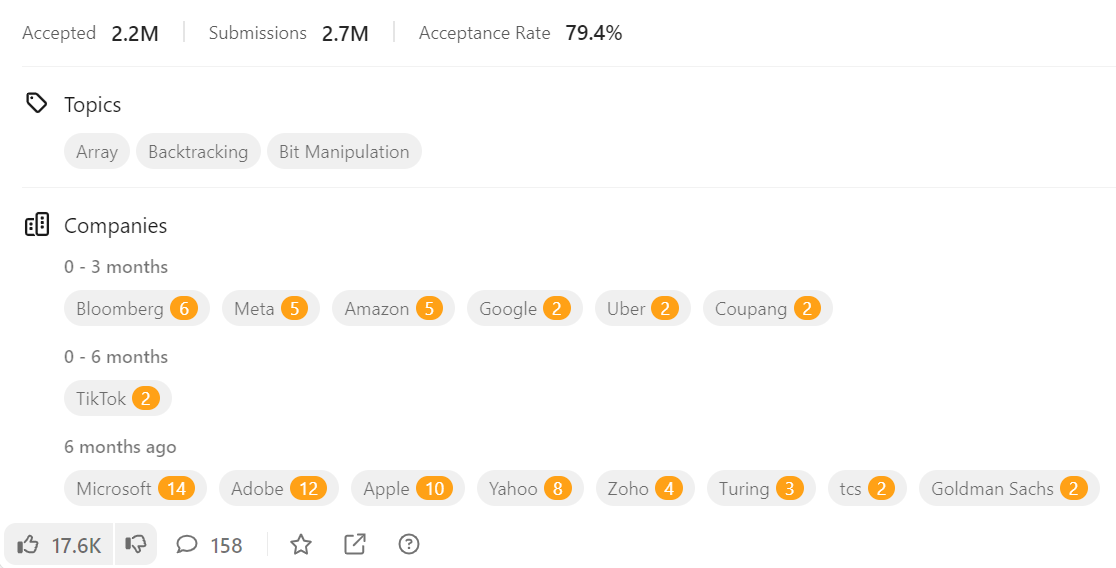 Accepted 2.2M Submissions 2.7M Acceptance Rate 79.4%
Topics
Array Backtracking Bit Manipulation
Companies
0 - 3 months
Bloomberg 6 Meta 5 Amazon 5 Google 2 Uber 2 Coupang 2
0 - 6 months
TikTok 2
6 months ago
Microsoft 14 Adobe 12 Apple 10 Yahoo 8 Zoho 4 Turing 3 tcs 2 Goldman Sachs 2
17.6K 158